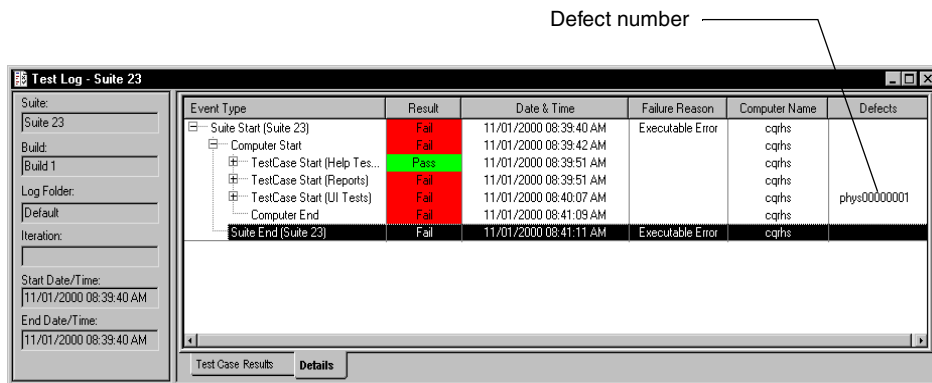 Defect number
Test Log - Suite 23
Suite:
Suite 23
Build:
Build 1
Log Folder:
Default
Iteration:
Start Date/Time:
11/01/2000 08:39:40 AM
End Date/Time:
11/01/2000 08:39:40 AM
Event Type Result Date & Time Failure Reason Computer Name Defects
Suite Start (Suite 23) Fail 11/01/2000 08:39:40 AM Executable Error cqrhs
Computer Start Fail 11/01/2000 08:39:42 AM cqrhs
TestCase Start (Help Tes... Pass 11/01/2000 08:39:51 AM cqrhs
TestCase Start (Reports) Fail 11/01/2000 08:39:51 AM cqrhs
TestCase Start (UI Tests) Fail 11/01/2000 08:40:07 AM cqrhs phys00000001
Computer End Fail 11/01/2000 08:41:09 AM cqrhs
Suite End (Suite 23) Fail 11/01/2000 08:41:11 AM Executable Error cqrhs
Test Case Results Details